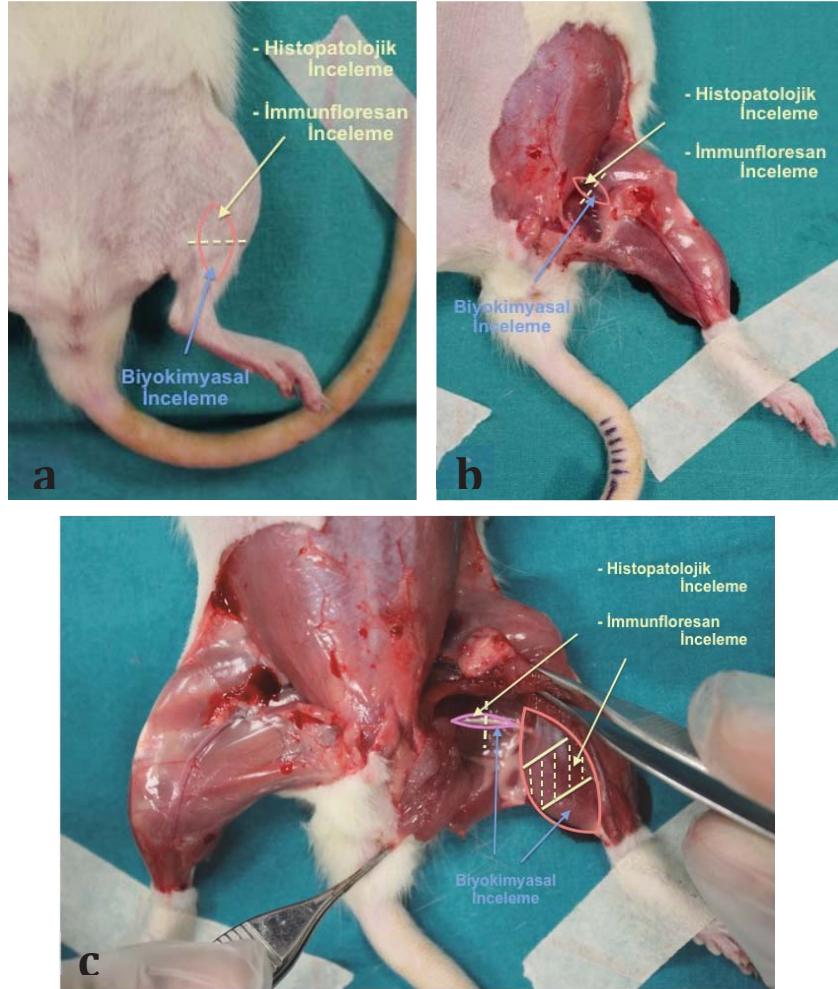 - Histopatolojik
İnceleme
- İmmunfloresan
İnceleme
Biyokimyasal
İnceleme
a
- Histopatolojik
İnceleme
- İmmunfloresan
İnceleme
Biyokimyasal
İnceleme
b
- Histopatolojik
İnceleme
- İmmunfloresan
İnceleme
Biyokimyasal
İnceleme
c